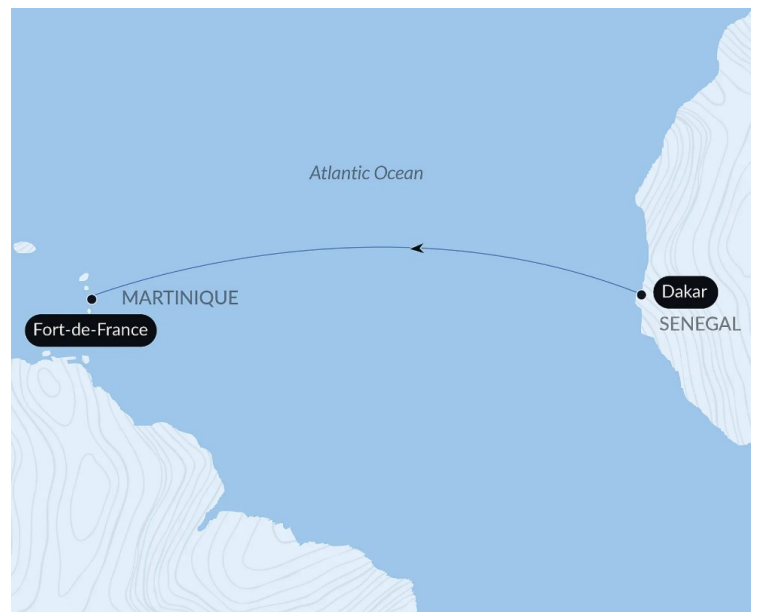 Atlantic Ocean
MARTINIQUE
Fort-de-France
Dakar
SENEGAL